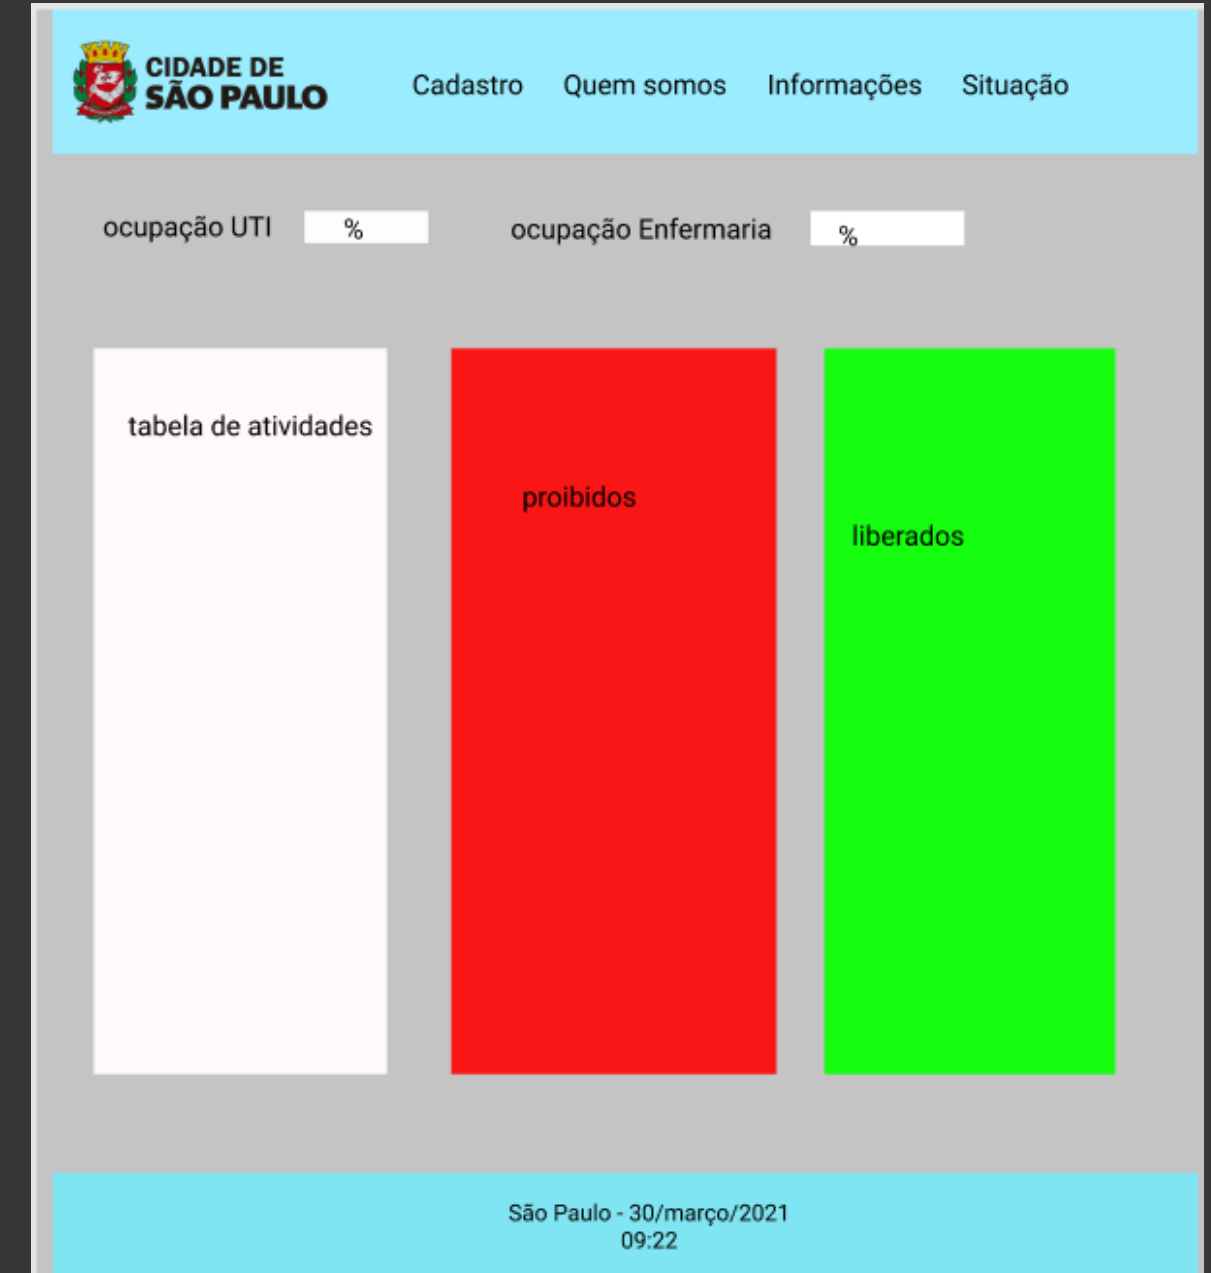 CIDADE DE
SÃO PAULO
Cadastro Quem somos Informações Situação
ocupação UTI % ocupação Enfermaria %
tabela de atividades
proibidos
liberados
São Paulo - 30/março/2021
09:22